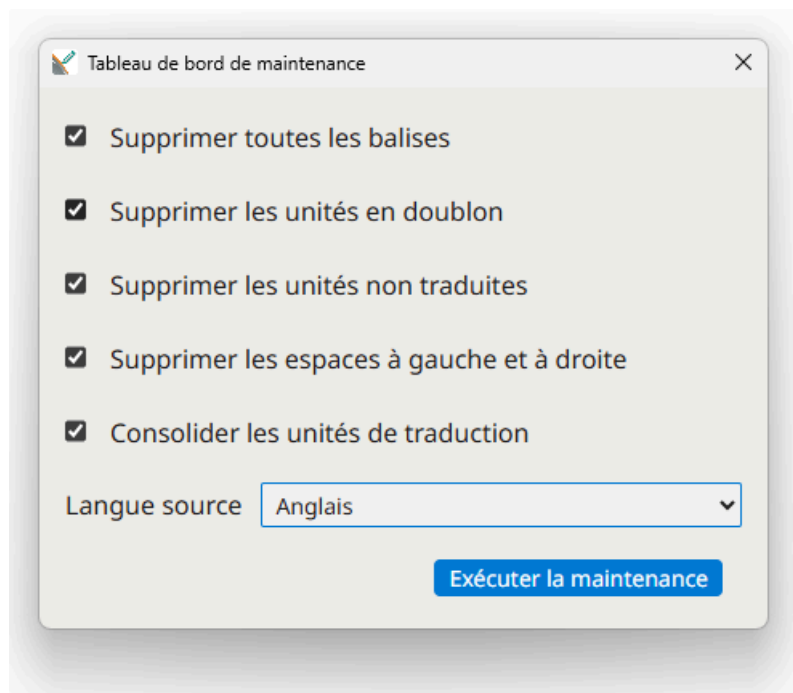 Tableau de bord de maintenance
Supprimer toutes les balises
Supprimer les unités en doublon
Supprimer les unités non traduites
Supprimer les espaces à gauche et à droite
Consolider les unités de traduction
Langue source Anglais
Exécuter la maintenance